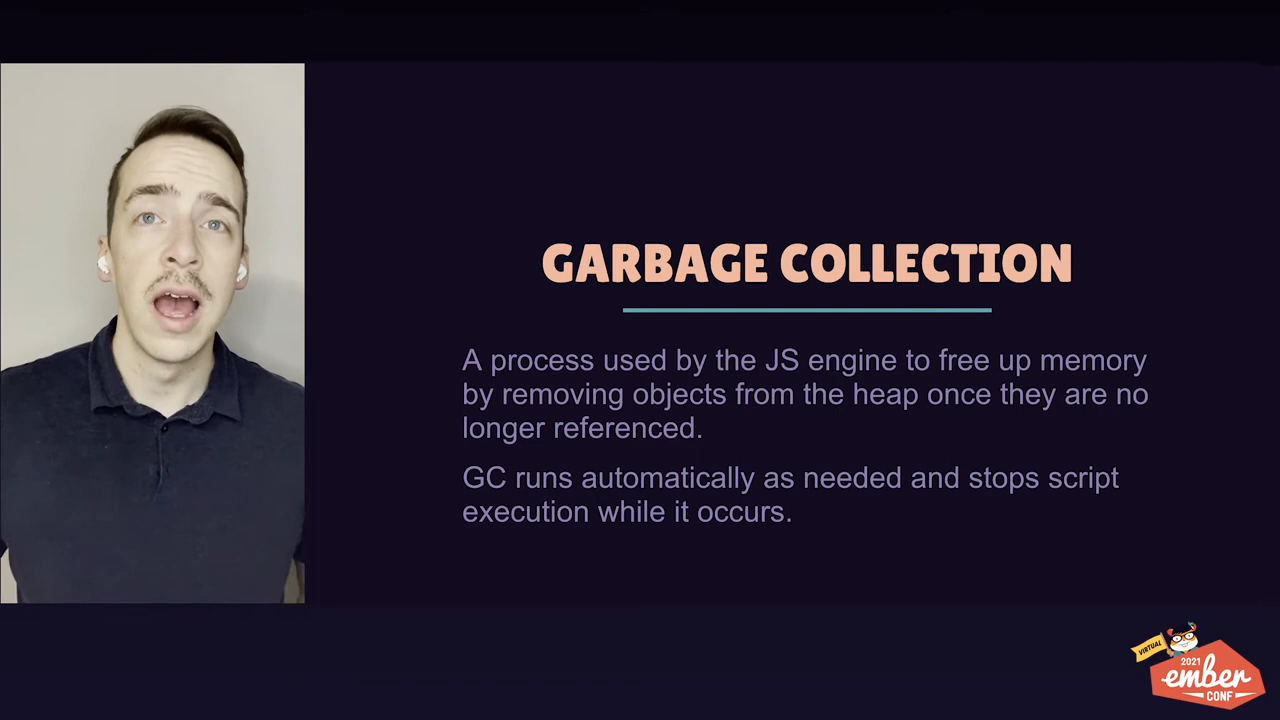 GARBAGE COLLECTION
A process used by the JS engine to free up memory
by removing objects from the heap once they are no
longer referenced.
GC runs automatically as needed and stops script
execution while it occurs.
VIRTUAL
2021
ember
CONF